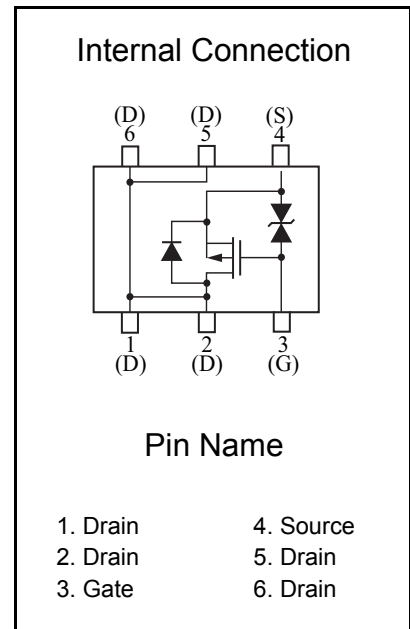 Internal Connection
(D) (D) (S)
6 5 4
1 2 3
(D) (D) (G)
Pin Name
1. Drain 4. Source
2. Drain 5. Drain
3. Gate 6. Drain